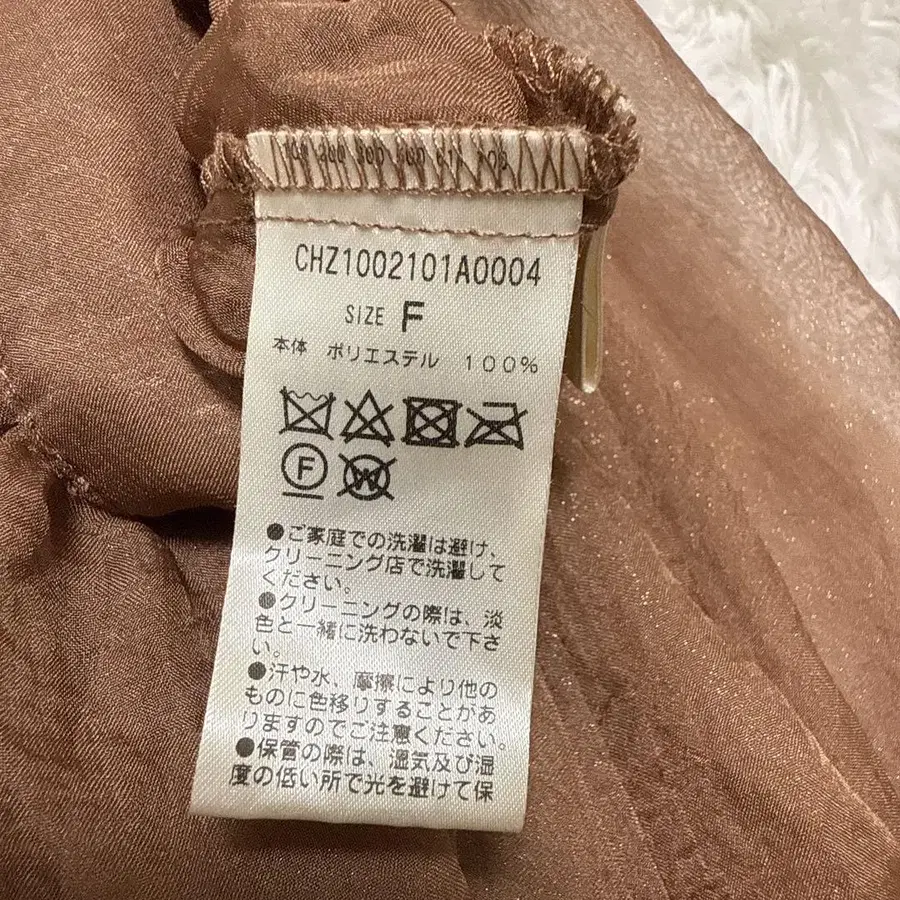 CHZ1002101A0004
SIZE F
本体 ポリエステル 100%
F
W
●ご家庭での洗濯は避け、
クリーニング店で洗濯して
ください。
●クリーニングの際は、淡
色と一緒に洗わないで下さ
い。
●汗や水、摩擦により他の
ものに色移りすることがあ
りますのでご注意ください。
●保管の際は、温気及び湿
度の低い所で光を避けて保